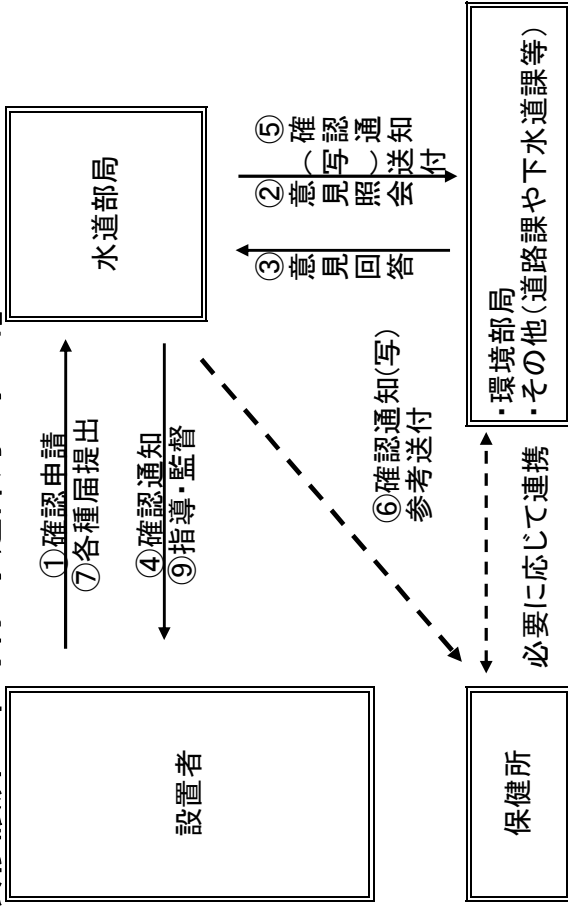 設置者
①確認申請
⑦各種届提出
④確認通知
⑨指導・監督
水道部局
⑤確認通知
(写)送付
②意見照会
③意見回答
⑥確認通知(写)
参考送付
保健所
必要に応じて連携
・環境部局
・その他(道路課や下水道課等)